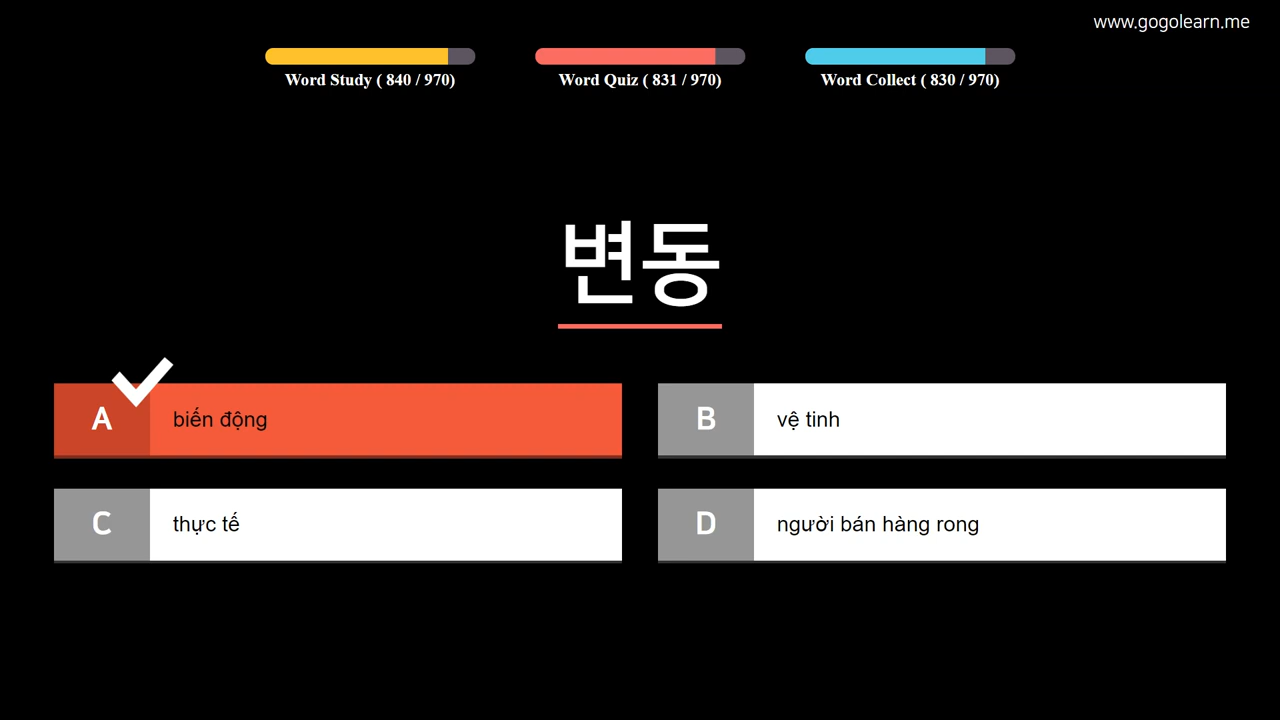 www.gogolearn.me
Word Study ( 840 / 970)
Word Quiz ( 831 / 970)
Word Collect ( 830 / 970)
변동
A biến động
B vệ tinh
C thực tế
D người bán hàng rong